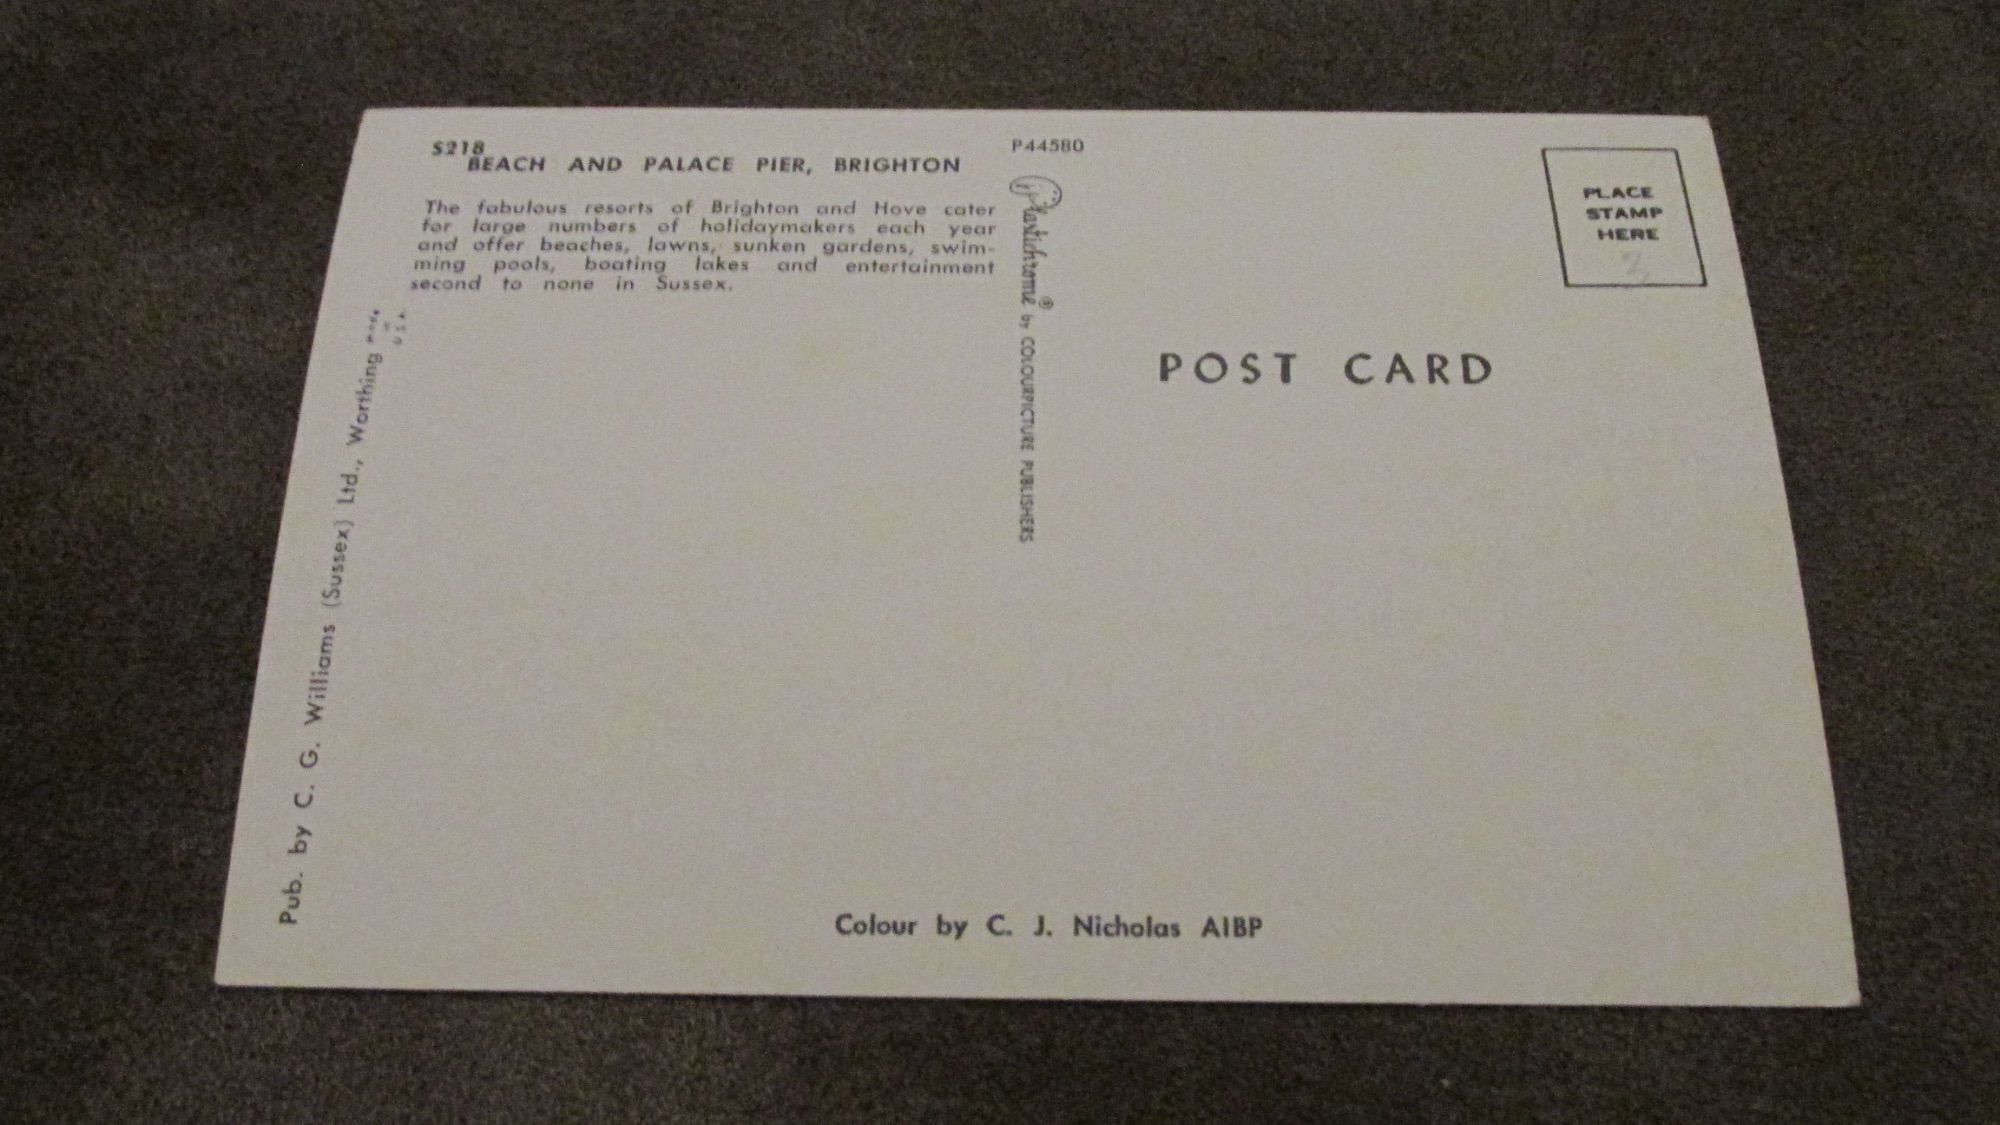 S218
BEACH AND PALACE PIER, BRIGHTON
The fabulous resorts of Brighton and Hove cater
for large numbers of holidaymakers each year
and offer beaches, lawns, sunken gardens, swim-
ming pools, boating lakes and entertainment
second to none in Sussex.
Pub. by C. G. Williams (Sussex) Ltd., Worthing
MADE
IN
U S A
P44580
Plastichrome® by COLOURPICTURE PUBLISHERS
PLACE
STAMP
HERE
POST CARD
Colour by C. J. Nicholas AIBP